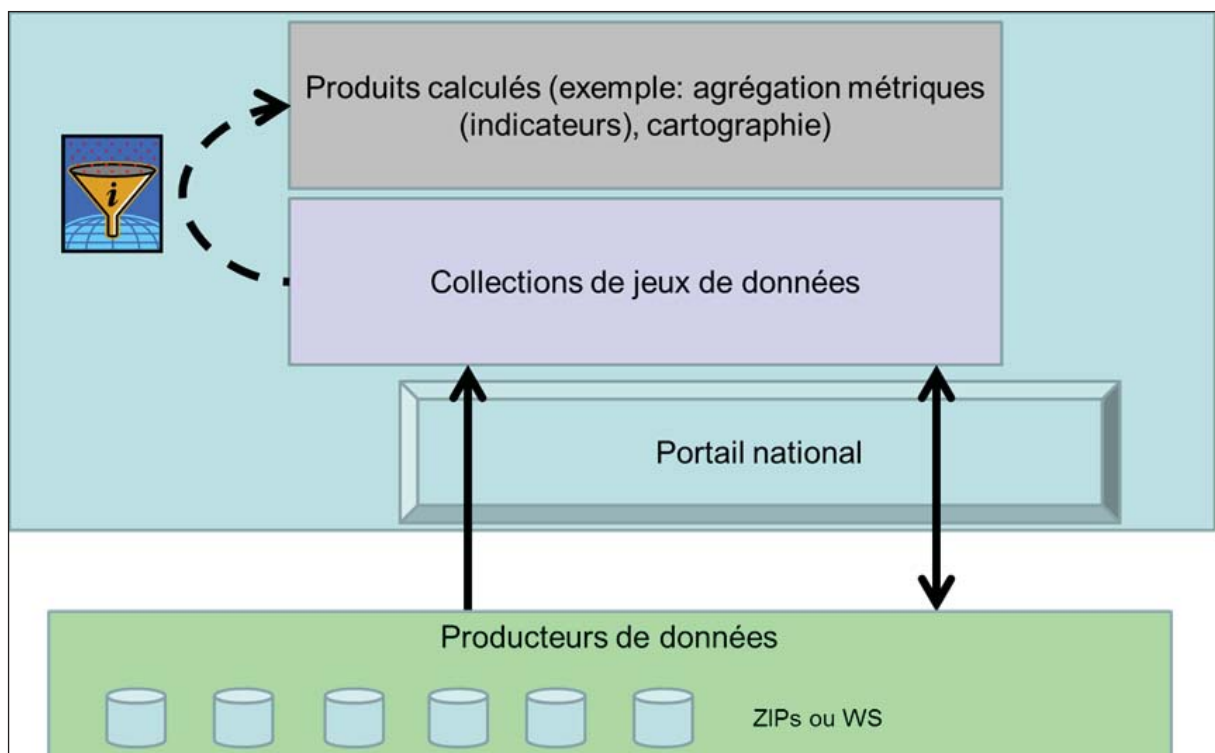 Produits calculés (exemple: agrégation métriques
(indicateurs), cartographie)
i
Collections de jeux de données
Portail national
Producteurs de données
ZIPs ou WS